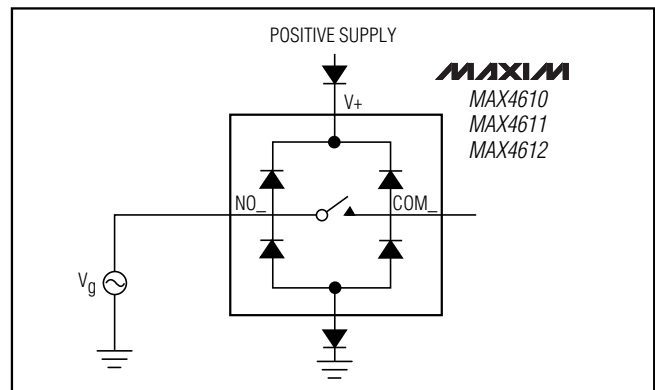 POSITIVE SUPPLY
MAXIM
MAX4610
MAX4611
MAX4612
V+
NO_
COM_
Vg